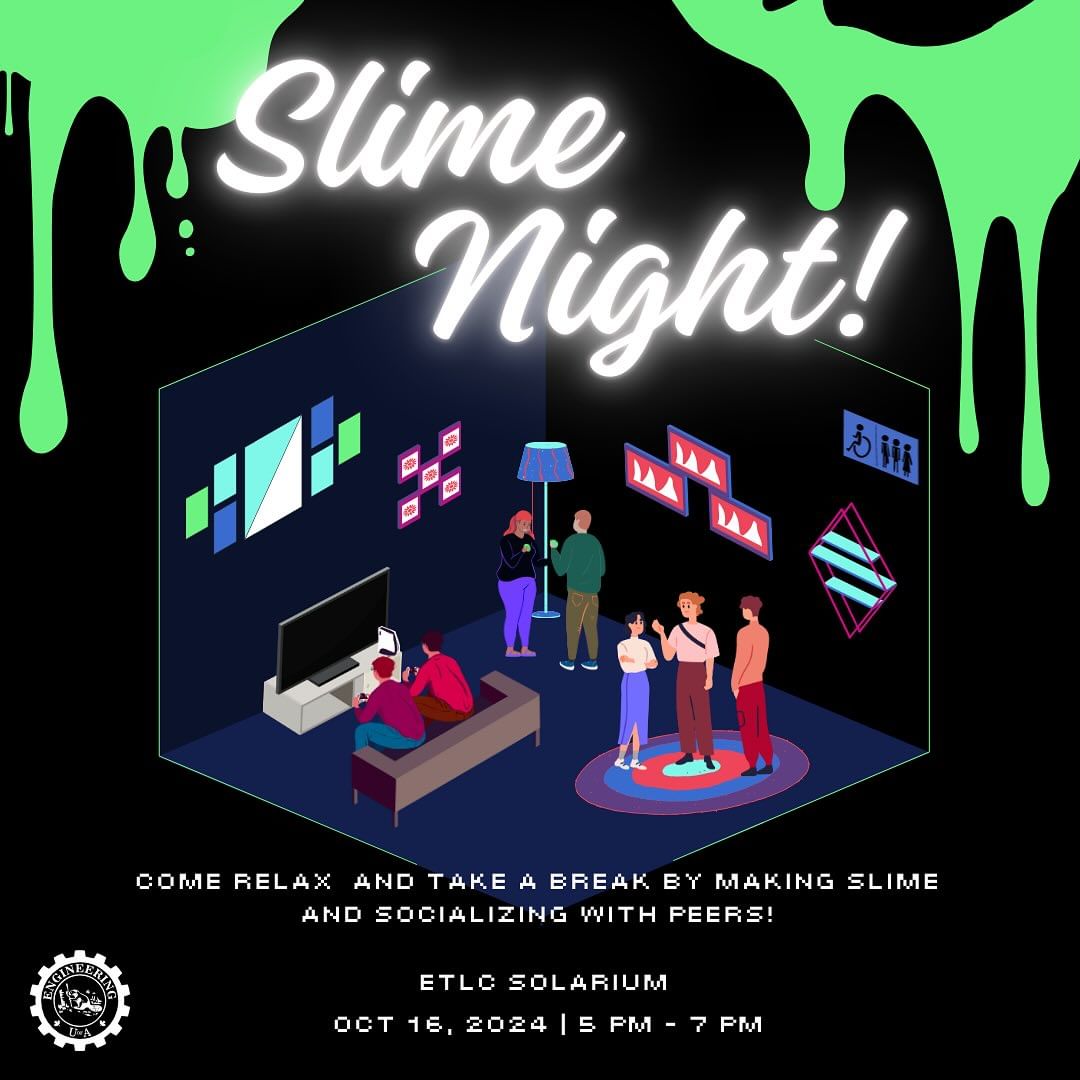 Slime
Night!
COME RELAX AND TAKE A BREAK BY MAKING SLIME
AND SOCIALIZING WITH PEERS!
ETLC SOLARIUM
OCT 16, 2024 | 5 PM - 7 PM
ENGINEERING
U of A